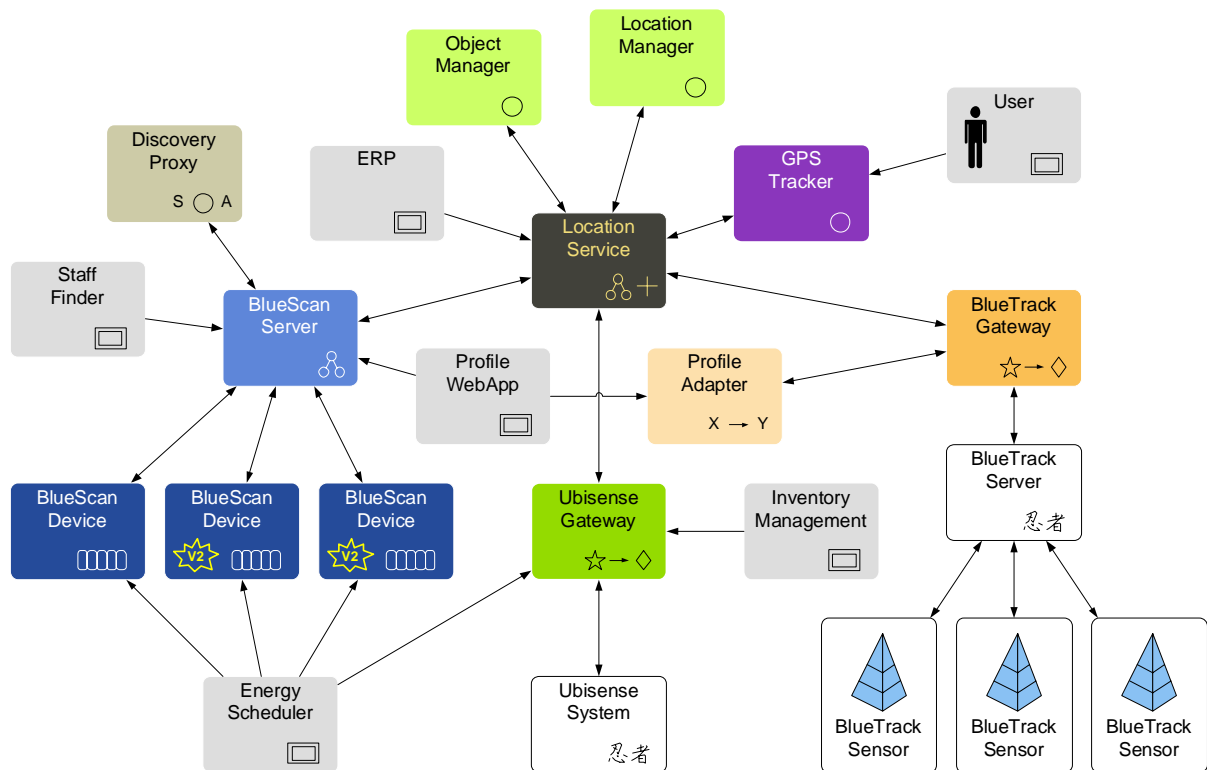 Location
Manager
Object
Manager
User
Discovery
Proxy
S A
ERP
GPS
Tracker
Location
Service
Staff
Finder
BlueScan
Server
BlueTrack
Gateway
Profile
WebApp
Profile
Adapter
X Y
BlueTrack
Server
忍者
BlueScan
Device
BlueScan
Device
V2
BlueScan
Device
V2
Ubisense
Gateway
Inventory
Management
Energy
Scheduler
Ubisense
System
忍者
BlueTrack
Sensor
BlueTrack
Sensor
BlueTrack
Sensor